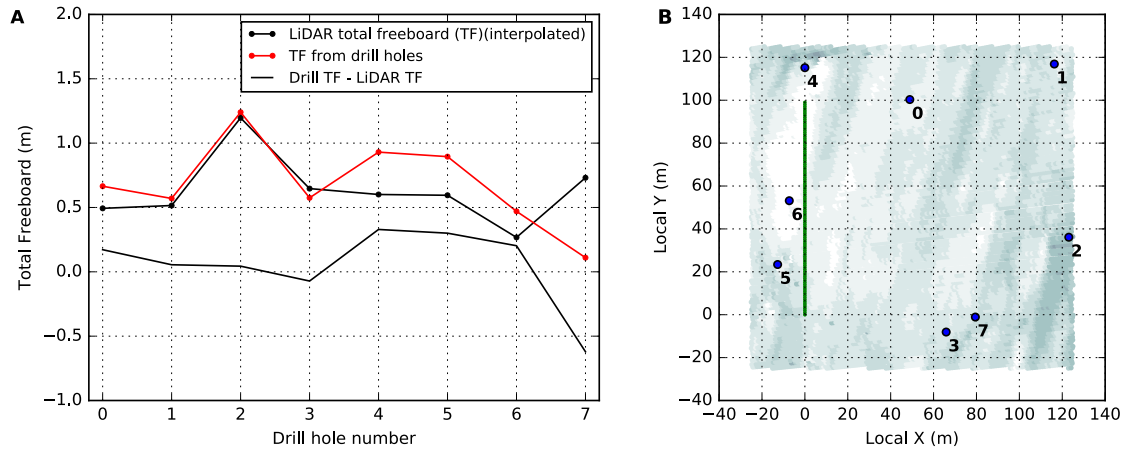 A
2.0
1.5
1.0
0.5
0.0
−0.5
−1.0
Total Freeboard (m)
LiDAR total freeboard (TF)(interpolated)
TF from drill holes
Drill TF - LiDAR TF
0 1 2 3 4 5 6 7
Drill hole number
B
140
120
100
80
60
40
20
0
−20
−40
Local Y (m)
4
1
0
6
2
5
7
3
−40 −20 0 20 40 60 80 100 120 140
Local X (m)